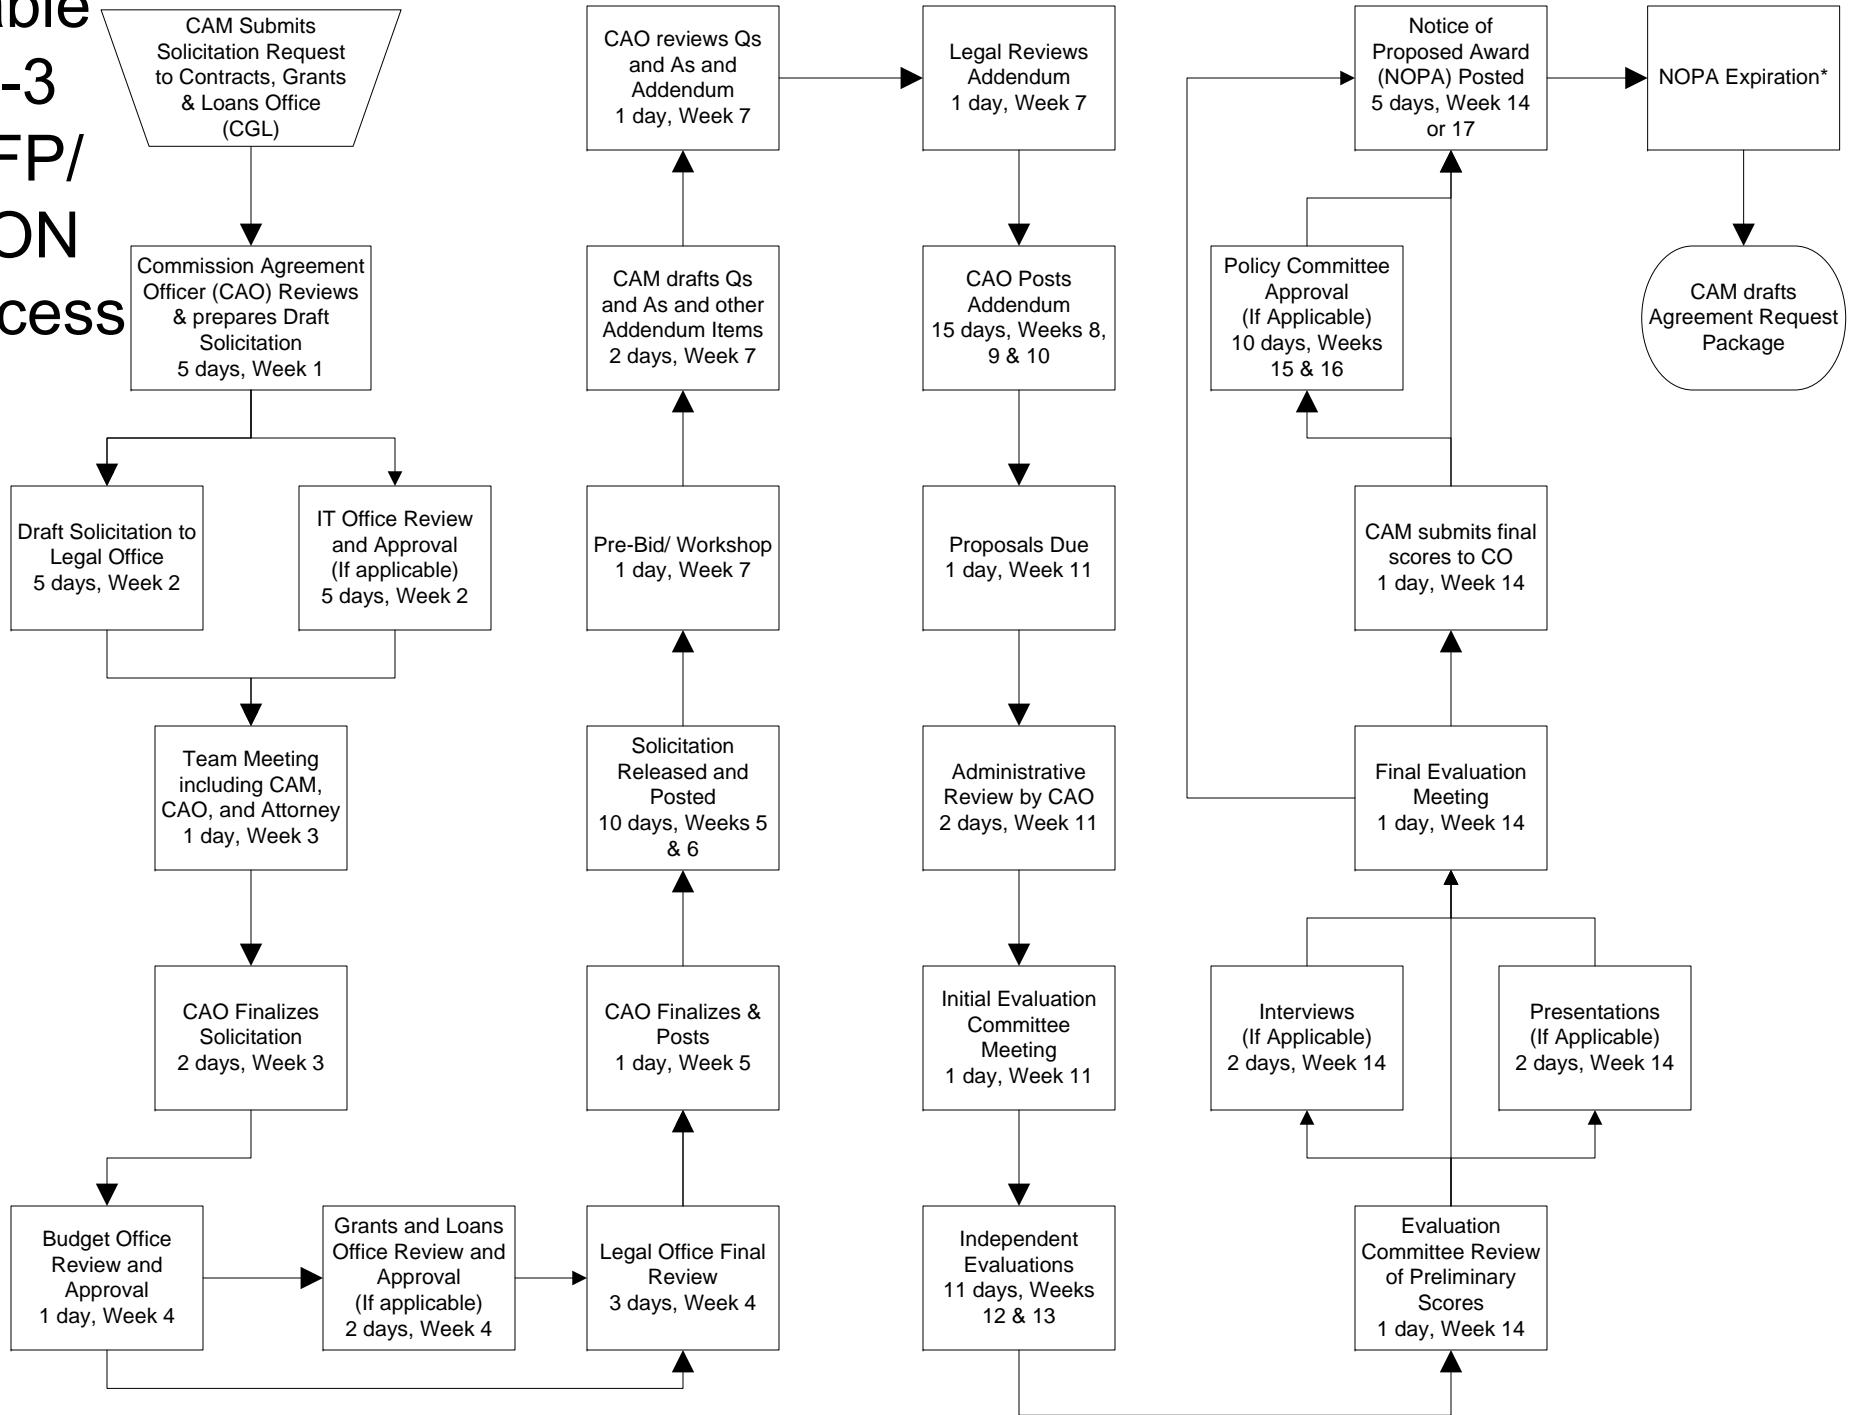 -3
CAM Submits
Solicitation Request
to Contracts, Grants
& Loans Office
(CGL)
Commission Agreement
Officer (CAO) Reviews
& prepares Draft
Solicitation
5 days, Week 1
Draft Solicitation to
Legal Office
5 days, Week 2
IT Office Review
and Approval
(If applicable)
5 days, Week 2
Team Meeting
including CAM,
CAO, and Attorney
1 day, Week 3
CAO Finalizes
Solicitation
2 days, Week 3
Budget Office
Review and
Approval
1 day, Week 4
Grants and Loans
Office Review and
Approval
(If applicable)
2 days, Week 4
Legal Office Final
Review
3 days, Week 4
CAO Finalizes &
Posts
1 day, Week 5
Solicitation
Released and
Posted
10 days, Weeks 5
& 6
Pre-Bid/ Workshop
1 day, Week 7
CAM drafts Qs
and As and other
Addendum Items
2 days, Week 7
CAO reviews Qs
and As and
Addendum
1 day, Week 7
Legal Reviews
Addendum
1 day, Week 7
CAO Posts
Addendum
15 days, Weeks 8,
9 & 10
Proposals Due
1 day, Week 11
Administrative
Review by CAO
2 days, Week 11
Initial Evaluation
Committee
Meeting
1 day, Week 11
Independent
Evaluations
11 days, Weeks
12 & 13
Evaluation
Committee Review
of Preliminary
Scores
1 day, Week 14
Interviews
(If Applicable)
2 days, Week 14
Presentations
(If Applicable)
2 days, Week 14
Final Evaluation
Meeting
1 day, Week 14
CAM submits final
scores to CO
1 day, Week 14
Policy Committee
Approval
(If Applicable)
10 days, Weeks
15 & 16
Notice of
Proposed Award
(NOPA) Posted
5 days, Week 14
or 17
NOPA Expiration*
CAM drafts
Agreement Request
Package